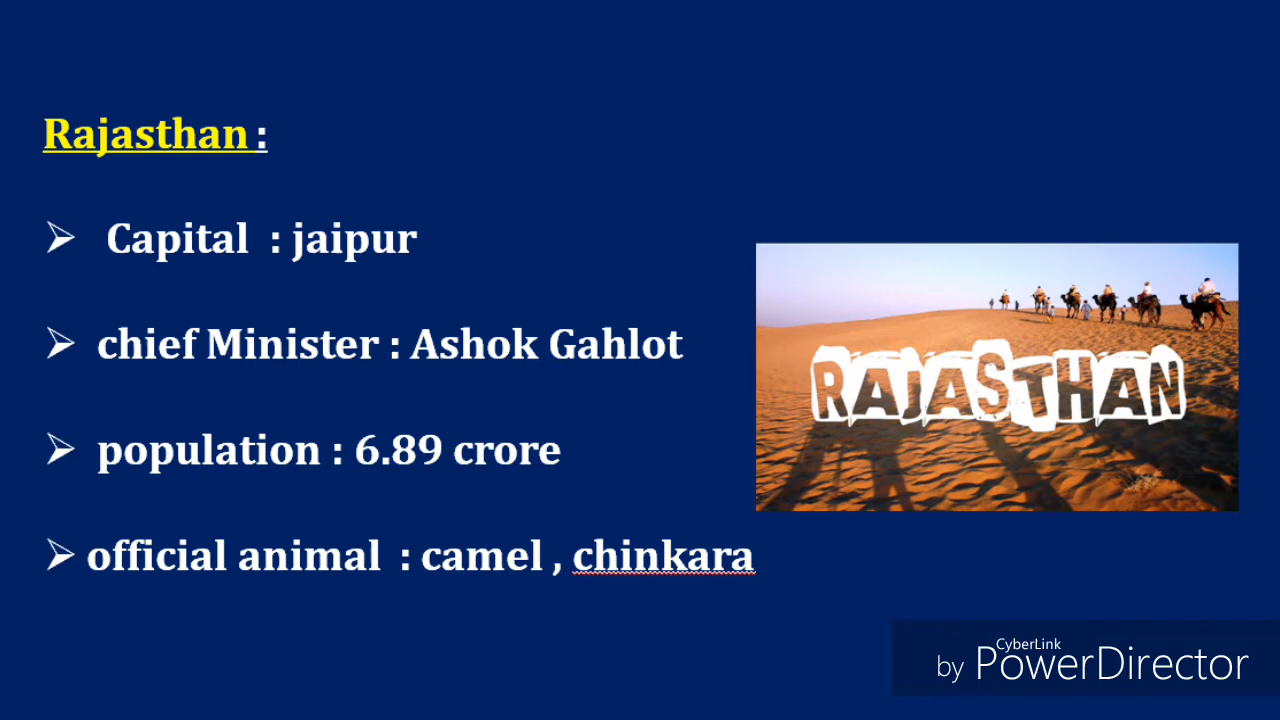 Rajasthan :
➢ Capital : jaipur
➢ chief Minister : Ashok Gahlot
➢ population : 6.89 crore
➢ official animal : camel , chinkara
RAJASTHAN
CyberLink
by PowerDirector